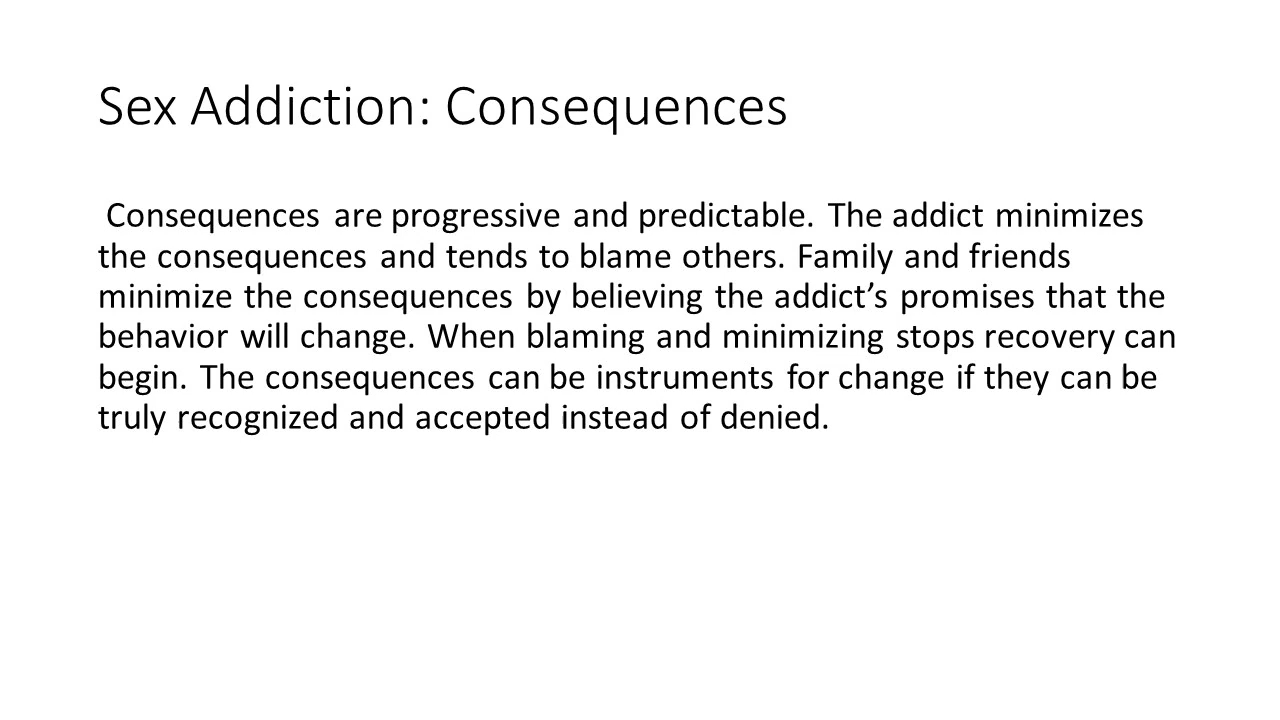 Sex Addiction: Consequences
Consequences are progressive and predictable. The addict minimizes
the consequences and tends to blame others. Family and friends
minimize the consequences by believing the addict’s promises that the
behavior will change. When blaming and minimizing stops recovery can
begin. The consequences can be instruments for change if they can be
truly recognized and accepted instead of denied.